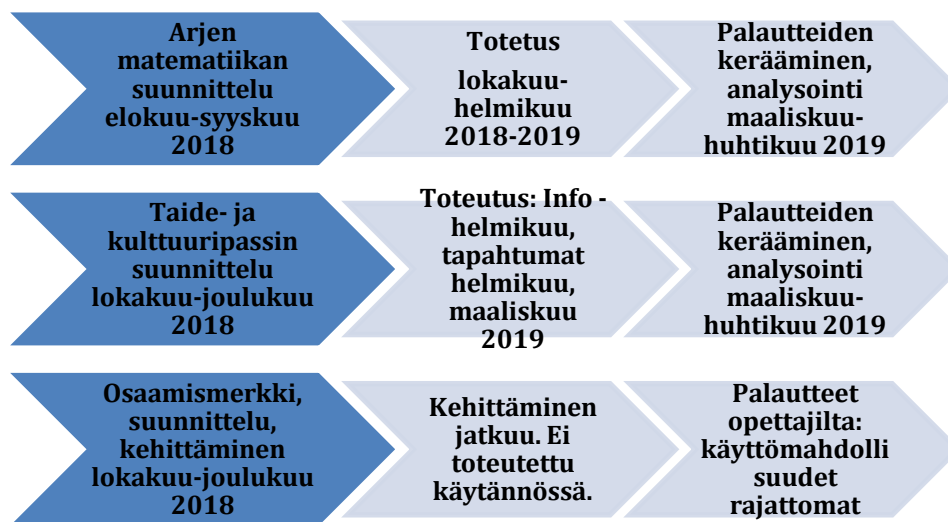 Arjen
matematiikan
suunnittelu
elokuu-syyskuu
2018
Totetus
lokakuu-
helmikuu
2018-2019
Palautteiden
kerääminen,
analysointi
maaliskuu-
huhtikuu 2019
Taide- ja
kulttuuripassin
suunnittelu
lokakuu-joulukuu
2018
Toteutus: Info -
helmikuu,
tapahtumat
helmikuu,
maaliskuu
2019
Palautteiden
kerääminen,
analysointi
maaliskuu-
huhtikuu 2019
Osaamismerkki,
suunnittelu,
kehittäminen
lokakuu-joulukuu
2018
Kehittäminen
jatkuu. Ei
toteutettu
käytännössä.
Palautteet
opettajilta:
käyttömahdolli
suudet
rajattomat